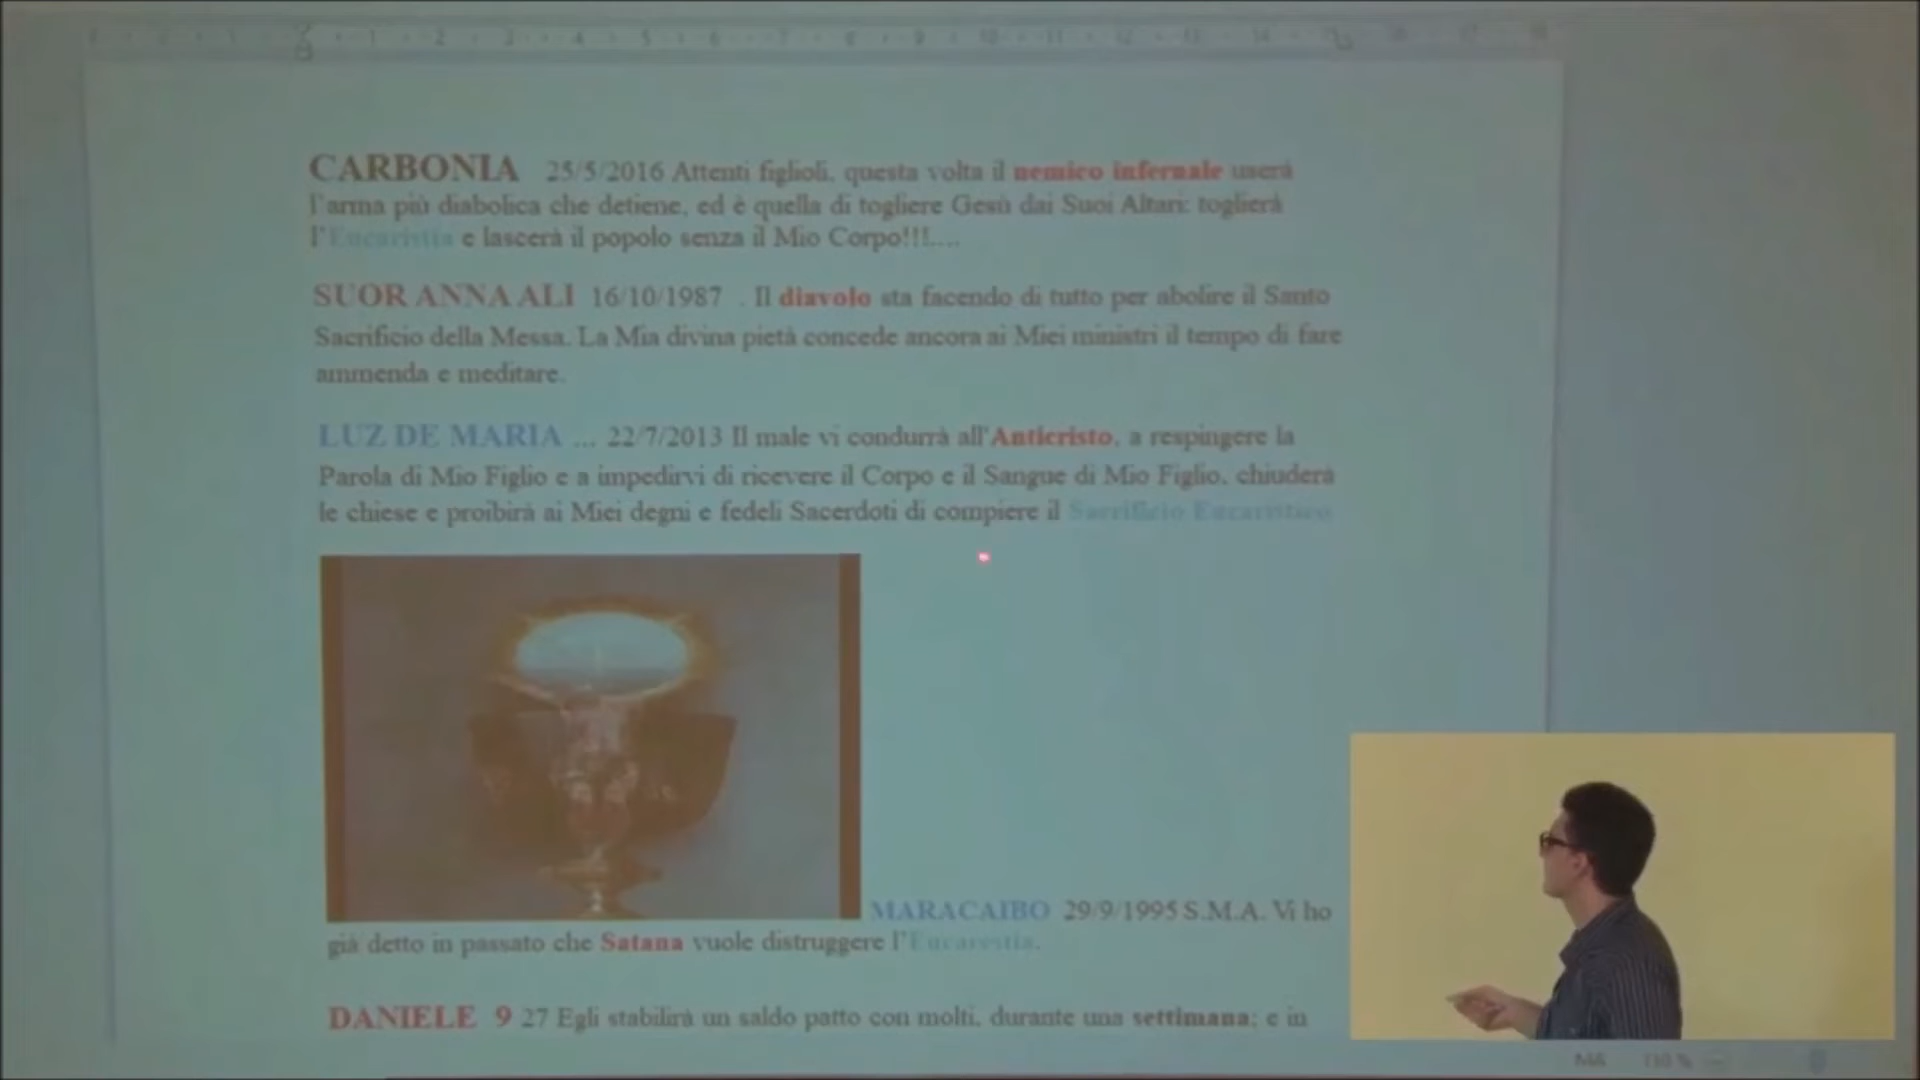 CARBONIA 25/5/2016 Attenti figlioli, questa volta il nemico infernale userà
l'arma più diabolica che detiene, ed è quella di togliere Gesù dai Suoi Altari: toglierà
l'Eucaristia e lascerà il popolo senza il Mio Corpo!!!....
SUOR ANNA ALI 16/10/1987 . Il diavolo sta facendo di tutto per abolire il Santo
Sacrificio della Messa. La Mia divina pietà concede ancora ai Miei ministri il tempo di fare
ammenda e meditare.
LUZ DE MARIA ... 22/7/2013 Il male vi condurrà all'Anticristo, a respingere la
Parola di Mio Figlio e a impedirvi di ricevere il Corpo e il Sangue di Mio Figlio, chiuderà
le chiese e proibirà ai Miei degni e fedeli Sacerdoti di compiere il Sacrificio Eucaristico
MARACAIBO 29/9/1995 S.M.A. Vi ho
già detto in passato che Satana vuole distruggere l'Eucarestia.
DANIELE 9 27 Egli stabilirà un saldo patto con molti, durante una settimana; e in
110 %